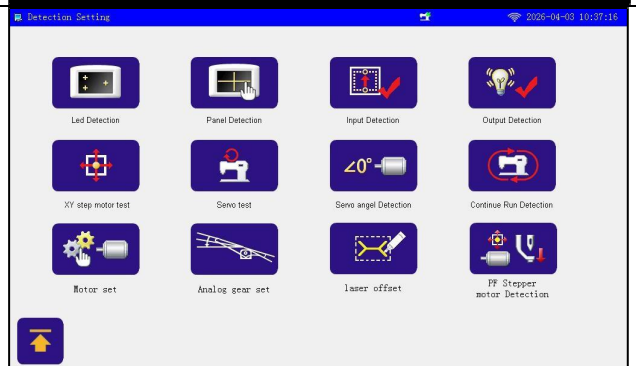 Detection Setting 2026-04-03 10:37:16
Led Detection Panel Detection Input Detection Output Detection
∠0°
XY step motor test Servo test Servo angel Detection Continue Run Detection
Motor set Analog gear set laser offset PF Stepper
motor Detection